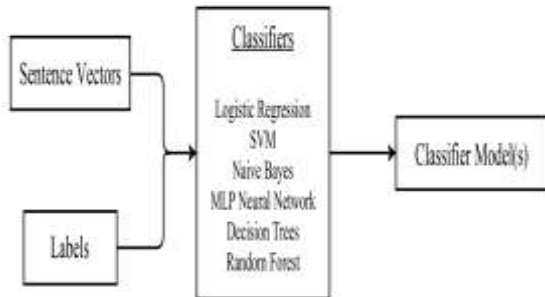 Sentence Vectors
Labels
Classifiers
Logistic Regression
SVM
Naive Bayes
MLP Neural Network
Decision Trees
Random Forest
Classifier Model(s)